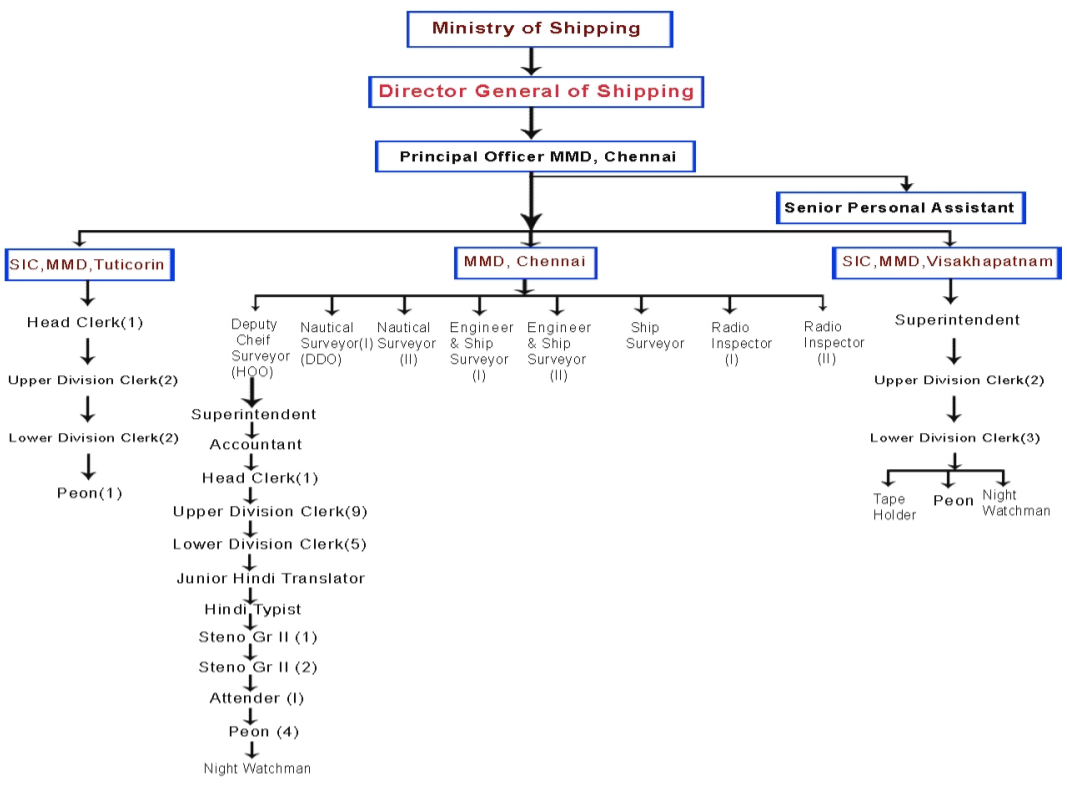 Ministry of Shipping
Director General of Shipping
Principal Officer MMD, Chennai
Senior Personal Assistant
SIC,MMD,Tuticorin
Head Clerk(1)
Upper Division Clerk(2)
Lower Division Clerk(2)
Peon(1)
MMD, Chennai
Deputy
Cheif
Surveyor
(HOO)
Nautical
Surveyor(I)
(DDO)
Nautical
Surveyor
(II)
Engineer
& Ship
Surveyor
(I)
Engineer
& Ship
Surveyor
(II)
Ship
Surveyor
Radio
Inspector
(I)
Radio
Inspector
(II)
Superintendent
Accountant
Head Clerk(1)
Upper Division Clerk(9)
Lower Division Clerk(5)
Junior Hindi Translator
Hindi Typist
Steno Gr II (1)
Steno Gr II (2)
Attender (I)
Peon (4)
Night Watchman
SIC,MMD,Visakhapatnam
Superintendent
Upper Division Clerk(2)
Lower Division Clerk(3)
Tape
Holder
Peon
Night
Watchman